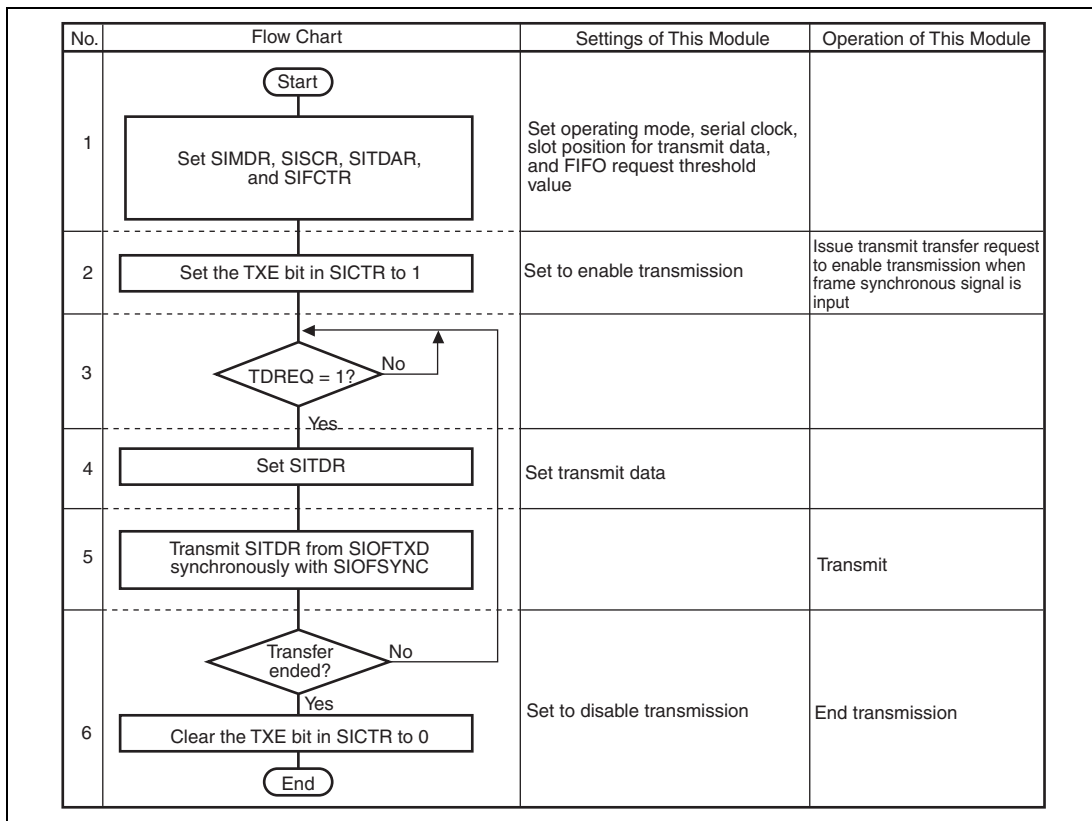 No.
Flow Chart
Settings of This Module
Operation of This Module
1
Start
Set SIMDR, SISCR, SITDAR,
and SIFCTR
Set operating mode, serial clock,
slot position for transmit data,
and FIFO request threshold
value
2
Set the TXE bit in SICTR to 1
Set to enable transmission
Issue transmit transfer request
to enable transmission when
frame synchronous signal is
input
3
TDREQ = 1?
No
Yes
4
Set SITDR
Set transmit data
5
Transmit SITDR from SIOFTXD
synchronously with SIOFSYNC
Transmit
6
Transfer
ended?
No
Yes
Clear the TXE bit in SICTR to 0
End
Set to disable transmission
End transmission